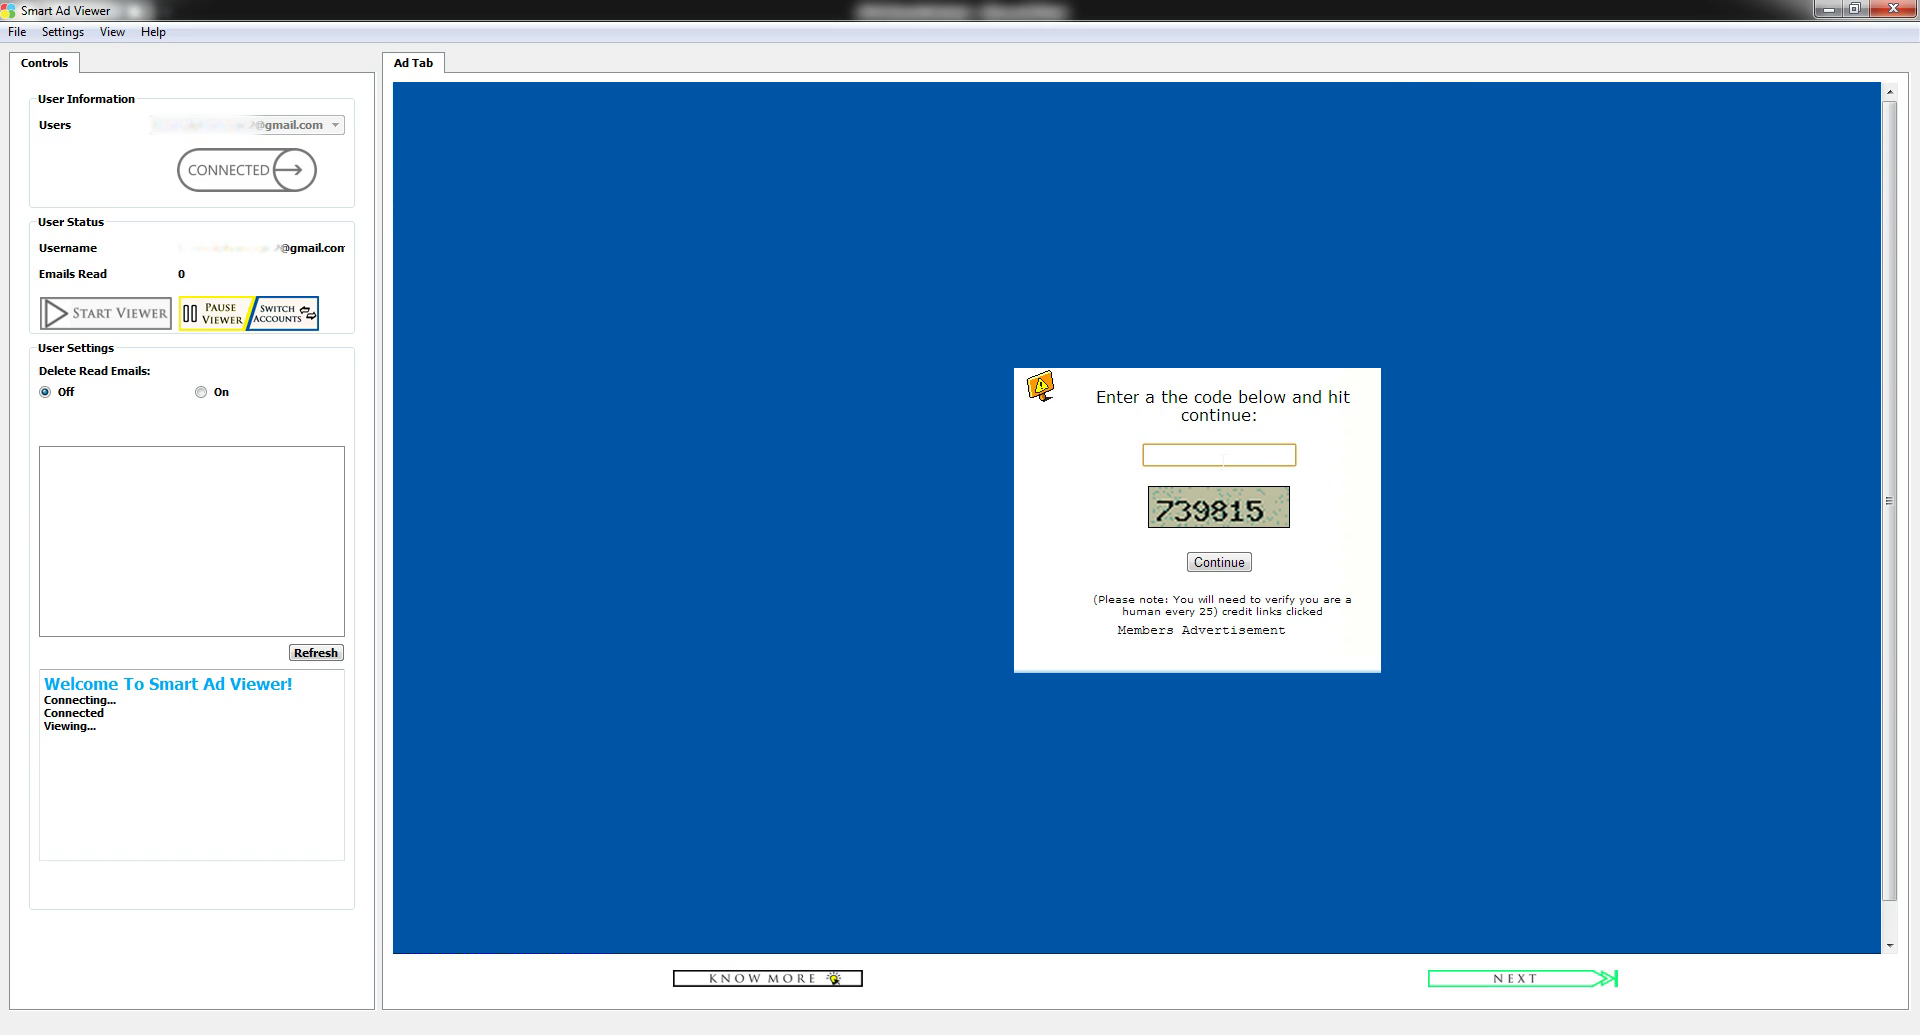 Smart Ad Viewer
File Settings View Help
Controls
User Information
Users @gmail.com
CONNECTED
User Status
Username @gmail.com
Emails Read 0
START VIEWER
PAUSE VIEWER
SWITCH ACCOUNTS
User Settings
Delete Read Emails:
Off On
Refresh
Welcome To Smart Ad Viewer!
Connecting...
Connected
Viewing...
Ad Tab
Enter a the code below and hit
continue:
739815
Continue
(Please note: You will need to verify you are a
human every 25) credit links clicked
Members Advertisement
KNOW MORE
NEXT